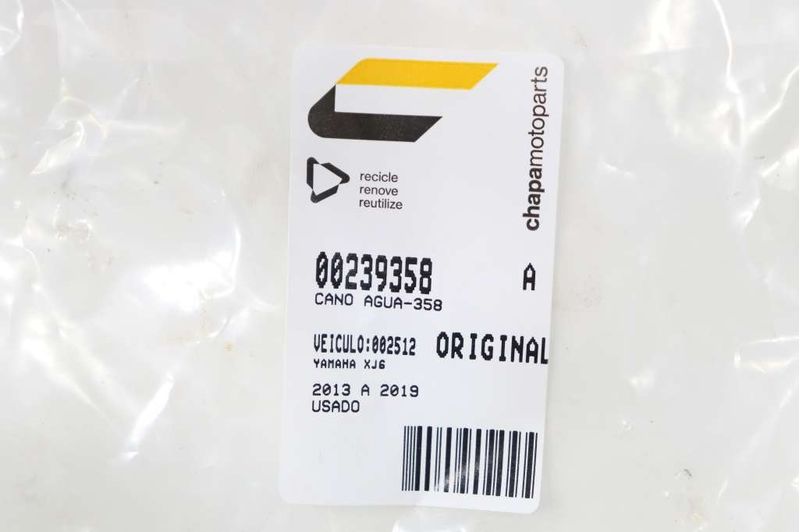 chapamotoparts
recicle
renove
reutilize
00239358 A
CANO AGUA-358
VEICULO:002512 ORIGINAL
YAMAHA XJ6
2013 A 2019
USADO